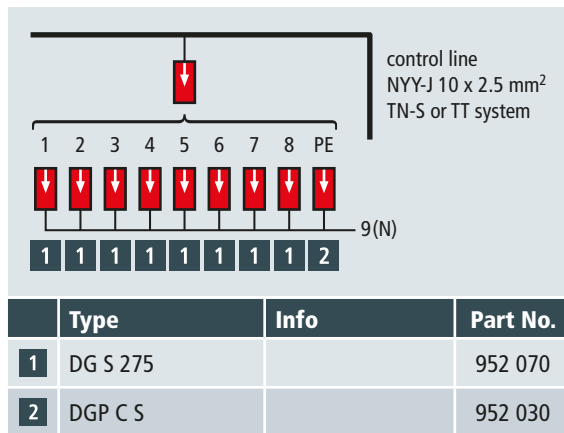 control line
NYY-J 10 x 2.5 mm²
TN-S or TT system
1 2 3 4 5 6 7 8 PE
9(N)
1 1 1 1 1 1 1 1 2
Type Info Part No.
1 DG S 275 952 070
2 DGP C S 952 030